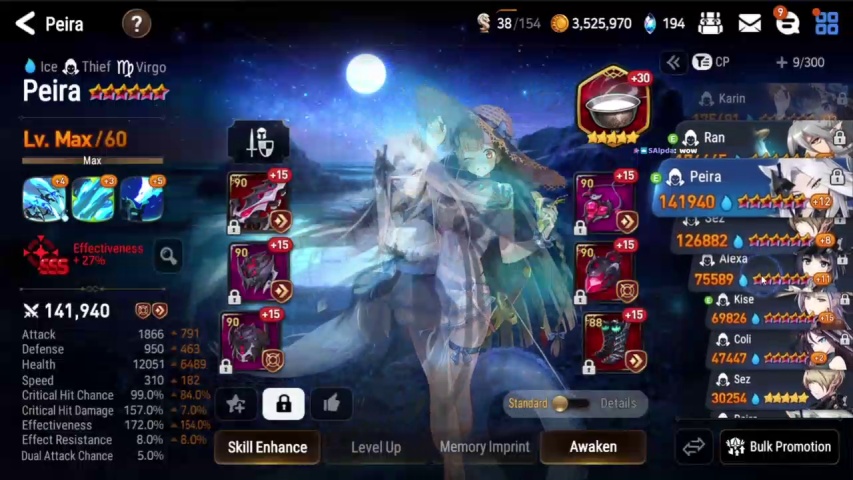 Peira
?
38/154
3,525,970
194
9
Ice Thief Virgo
Peira
Lv. Max/60
Max
+4
+3
+5
SSS
Effectiveness
+27%
141,940
Attack 1866 791
Defense 950 463
Health 12051 6489
Speed 310 182
Critical Hit Chance 99.0% 84.0%
Critical Hit Damage 157.0% 7.0%
Effectiveness 172.0% 154.0%
Effect Resistance 8.0% 8.0%
Dual Attack Chance 5.0%
90 +15
90 +15
90 +15
+30
90 +15
90 +15
88 +15
Standard Details
Skill Enhance
Level Up
Memory Imprint
Awaken
CP
+ 9/300
Karin
SAlpda: wow
Ran
Peira
141940 +12
Sez
126882 +8
Alexa
75589 +11
Kise
69826 +15
Coli
47447 +2
Sez
30254
Bulk Promotion